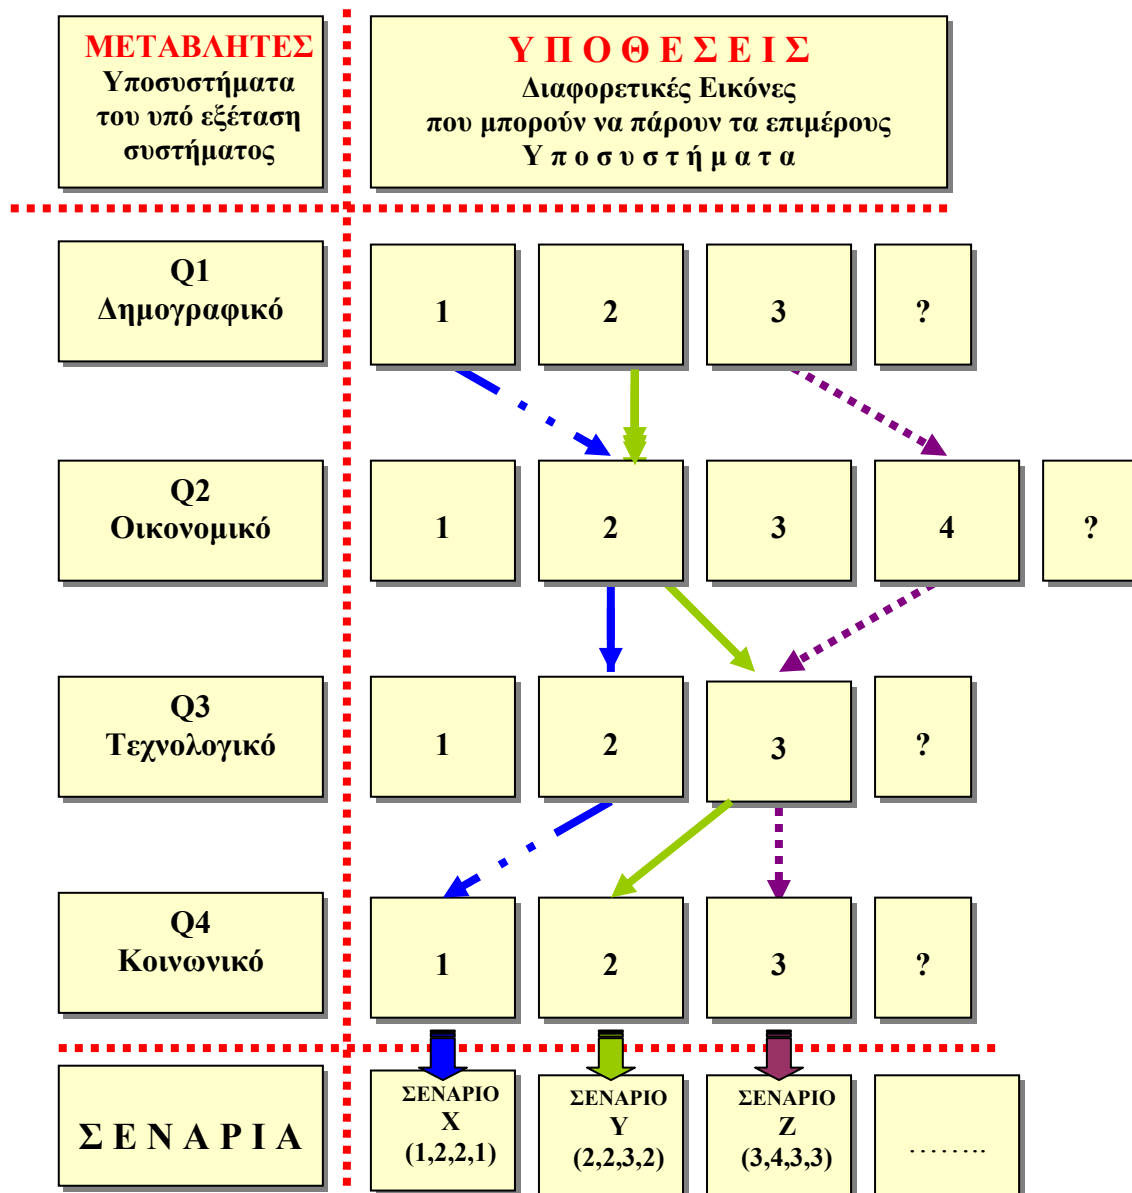 ΜΕΤΑΒΛΗΤΕΣ
Υποσυστήματα
του υπό εξέταση
συστήματος
Υ Π Ο Θ Ε Σ Ε Ι Σ
Διαφορετικές Εικόνες
που μπορούν να πάρουν τα επιμέρους
Υ π ο σ υ σ τ ή μ α τ α
Q1
Δημογραφικό
1
2
3
?
Q2
Οικονομικό
1
2
3
4
?
Q3
Τεχνολογικό
1
2
3
?
Q4
Κοινωνικό
1
2
3
?
Σ Ε Ν Α Ρ Ι Α
ΣΕΝΑΡΙΟ
Χ
(1,2,2,1)
ΣΕΝΑΡΙΟ
Υ
(2,2,3,2)
ΣΕΝΑΡΙΟ
Ζ
(3,4,3,3)
……..